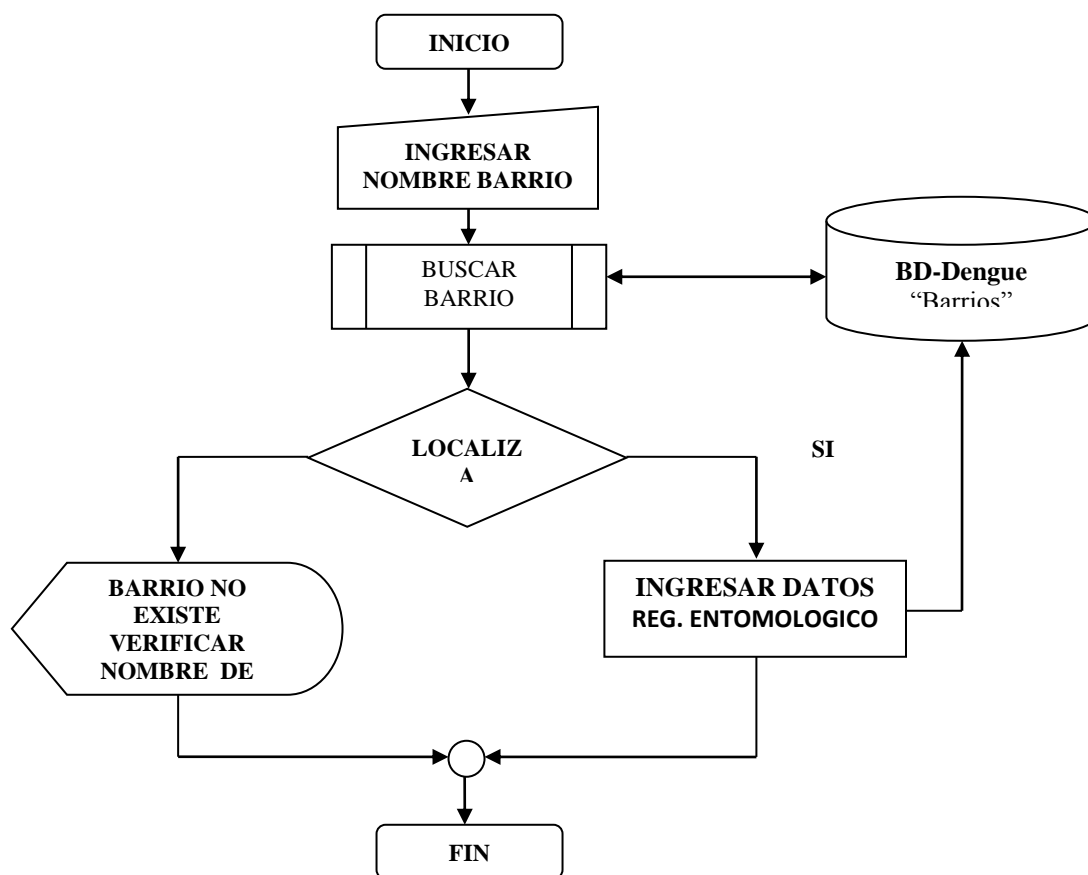 INICIO
INGRESAR
NOMBRE BARRIO
BUSCAR
BARRIO
BD-Dengue
“Barrios”
LOCALIZ
A
SI
BARRIO NO
EXISTE
VERIFICAR
NOMBRE DE
INGRESAR DATOS
REG. ENTOMOLOGICO
FIN